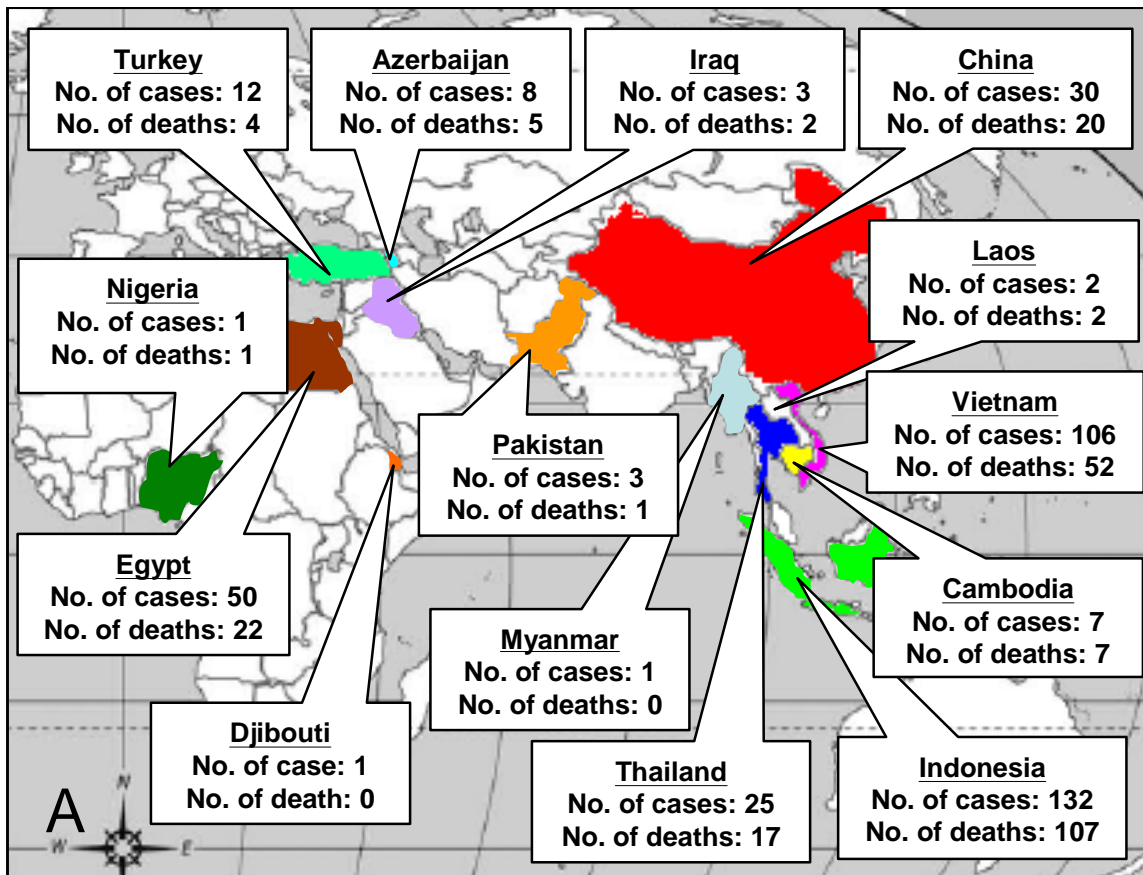 Turkey
No. of cases: 12
No. of deaths: 4
Azerbaijan
No. of cases: 8
No. of deaths: 5
Iraq
No. of cases: 3
No. of deaths: 2
China
No. of cases: 30
No. of deaths: 20
Laos
No. of cases: 2
No. of deaths: 2
Nigeria
No. of cases: 1
No. of deaths: 1
Vietnam
No. of cases: 106
No. of deaths: 52
Pakistan
No. of cases: 3
No. of deaths: 1
Egypt
No. of cases: 50
No. of deaths: 22
Cambodia
No. of cases: 7
No. of deaths: 7
Myanmar
No. of cases: 1
No. of deaths: 0
Djibouti
No. of case: 1
No. of death: 0
Thailand
No. of cases: 25
No. of deaths: 17
Indonesia
No. of cases: 132
No. of deaths: 107
A
N
W
E